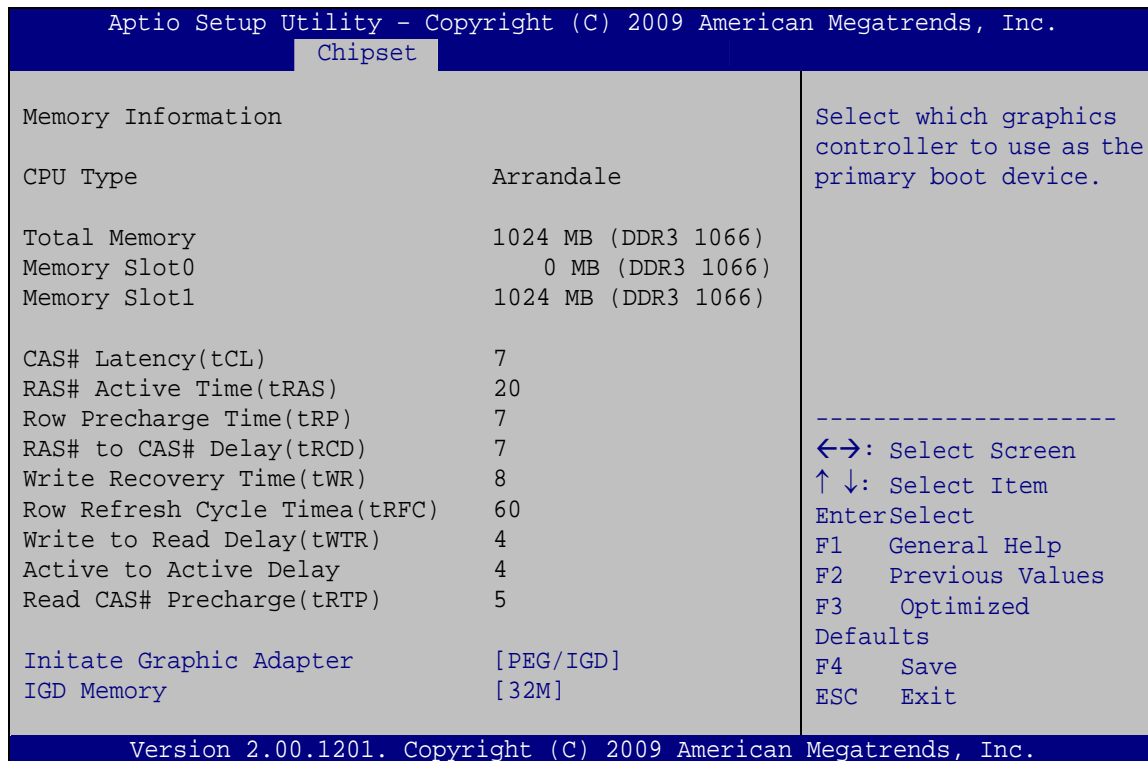 Aptio Setup Utility – Copyright (C) 2009 American Megatrends, Inc.
Chipset
Memory Information
CPU Type Arrandale
Total Memory 1024 MB (DDR3 1066)
Memory Slot0 0 MB (DDR3 1066)
Memory Slot1 1024 MB (DDR3 1066)
CAS# Latency(tCL) 7
RAS# Active Time(tRAS) 20
Row Precharge Time(tRP) 7
RAS# to CAS# Delay(tRCD) 7
Write Recovery Time(tWR) 8
Row Refresh Cycle Timea(tRFC) 60
Write to Read Delay(tWTR) 4
Active to Active Delay 4
Read CAS# Precharge(tRTP) 5
Initate Graphic Adapter [PEG/IGD]
IGD Memory [32M]
Select which graphics
controller to use as the
primary boot device.
---------------------
←→: Select Screen
↑ ↓: Select Item
EnterSelect
F1 General Help
F2 Previous Values
F3 Optimized
Defaults
F4 Save
ESC Exit
Version 2.00.1201. Copyright (C) 2009 American Megatrends, Inc.